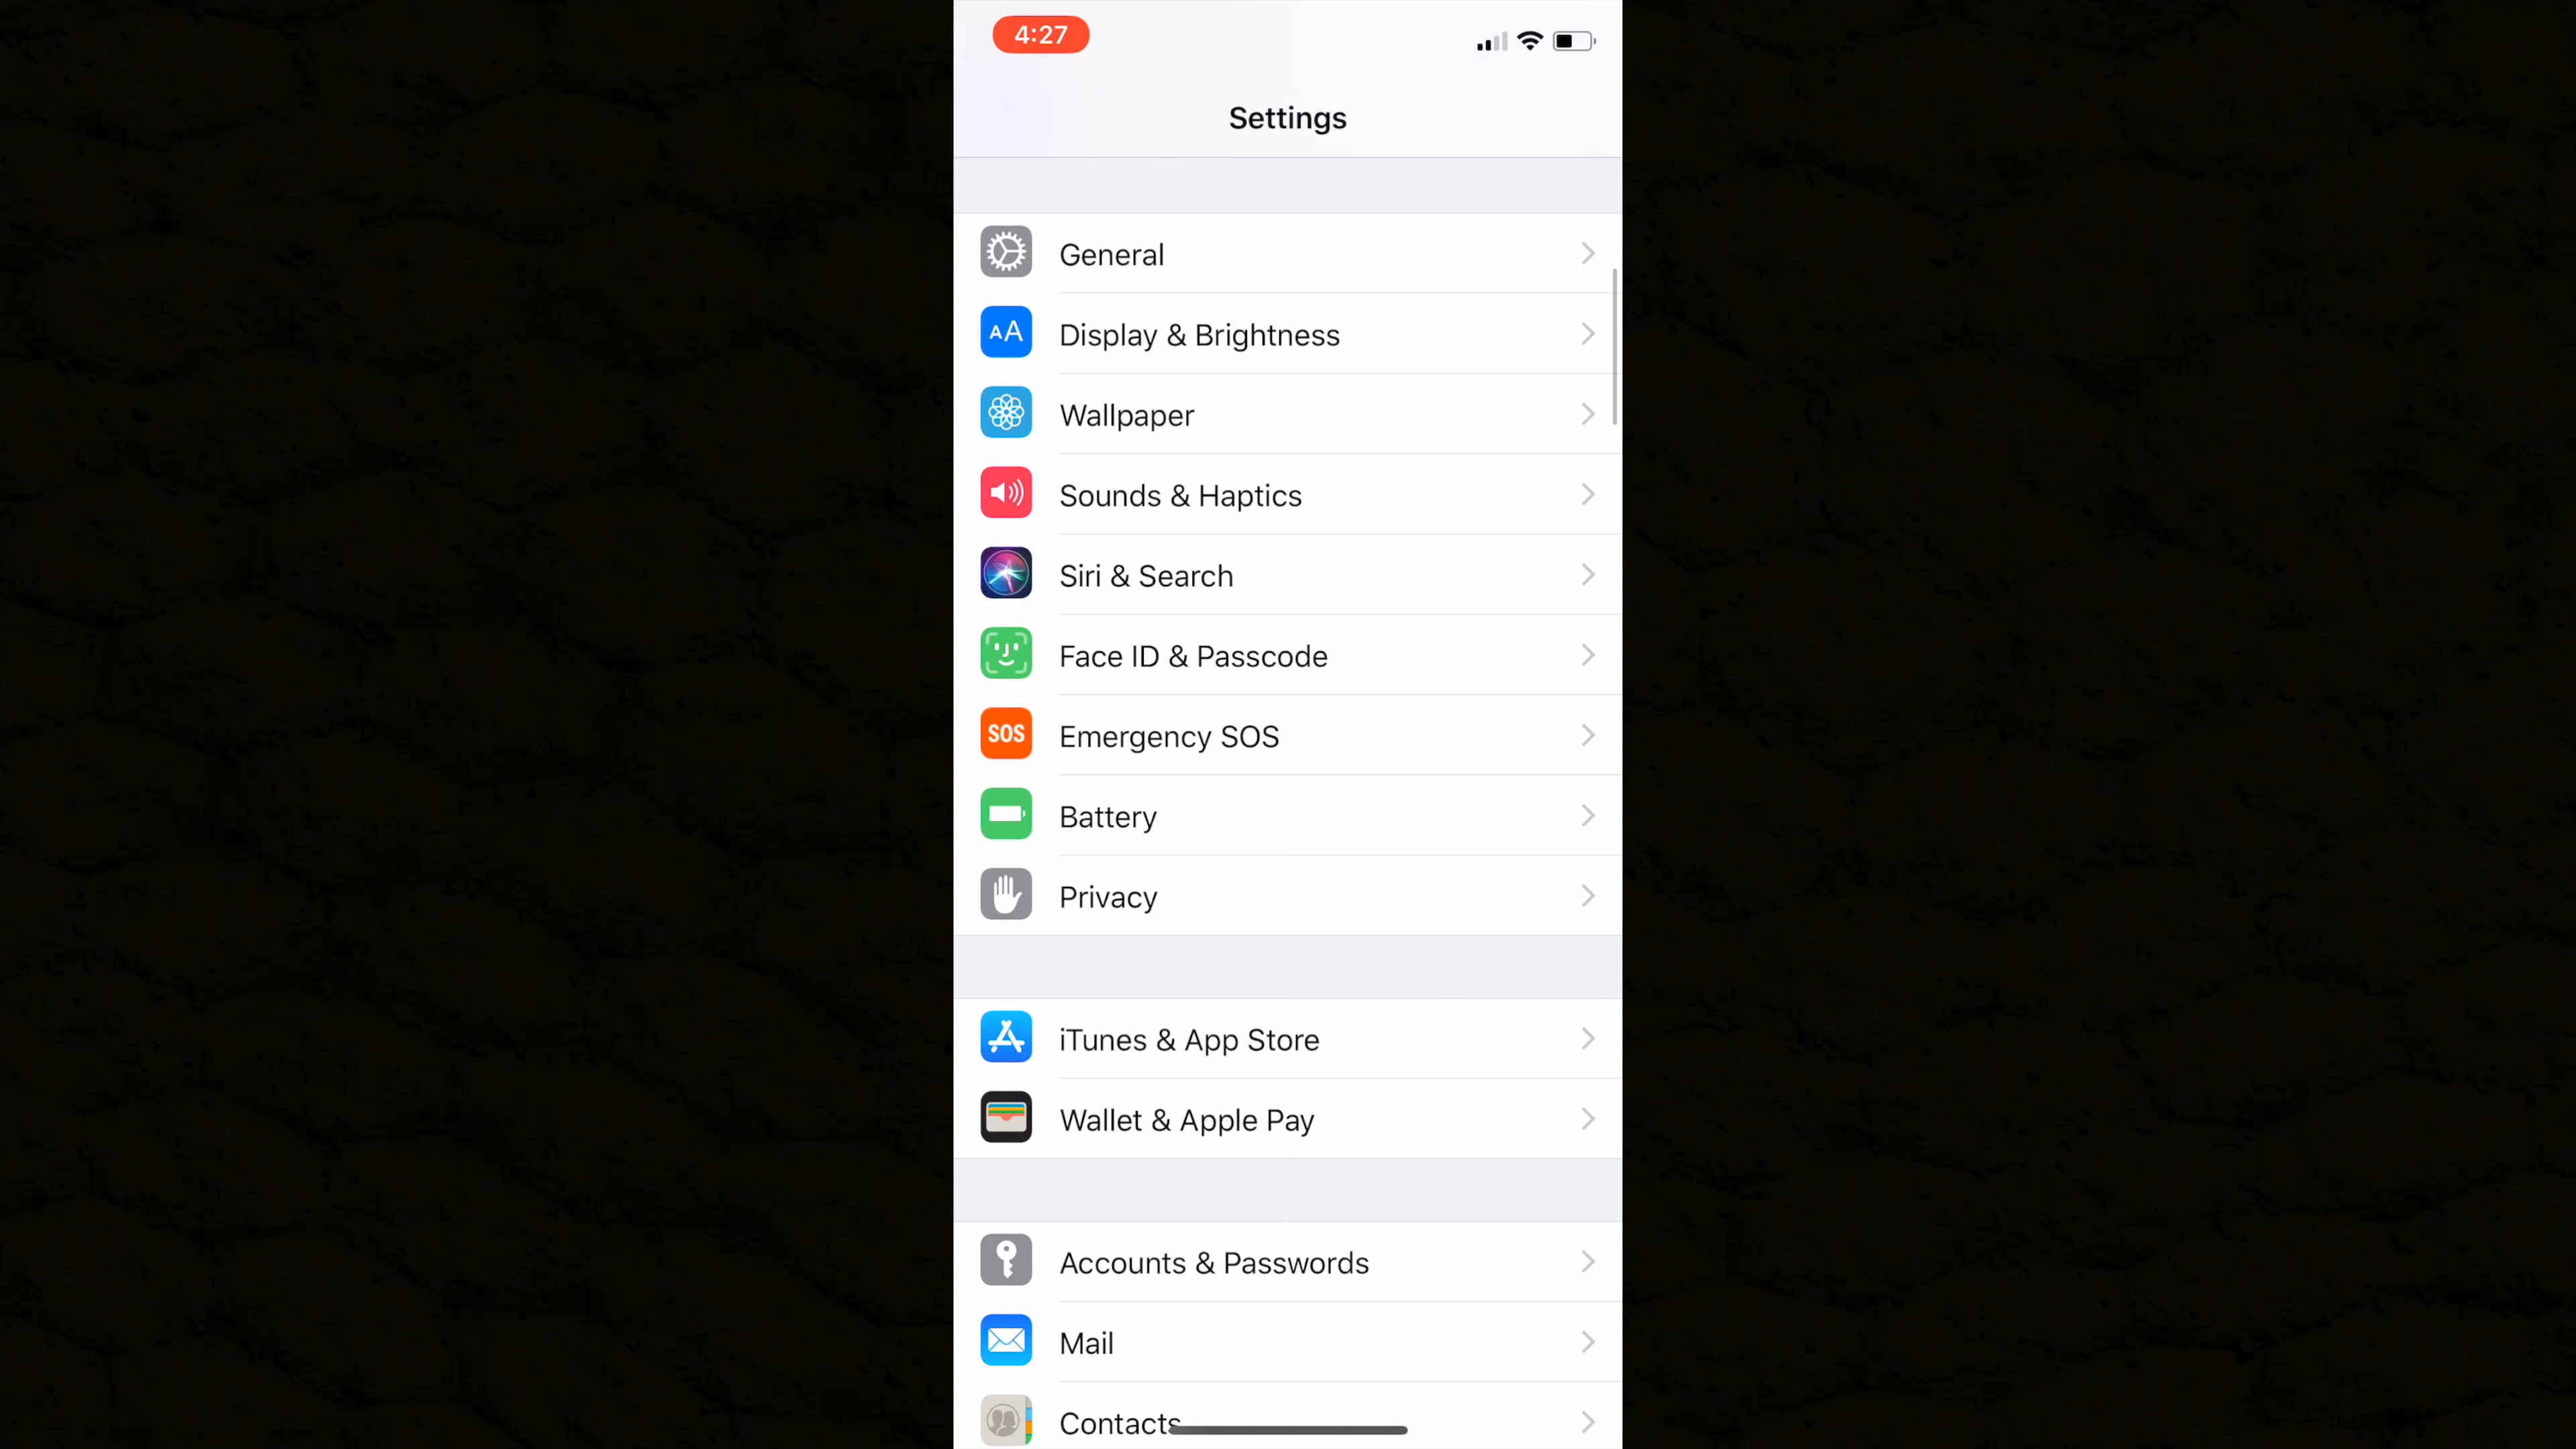 4:27
Settings
General
AA Display & Brightness
Wallpaper
Sounds & Haptics
Siri & Search
Face ID & Passcode
SOS Emergency SOS
Battery
Privacy
iTunes & App Store
Wallet & Apple Pay
Accounts & Passwords
Mail
Contacts